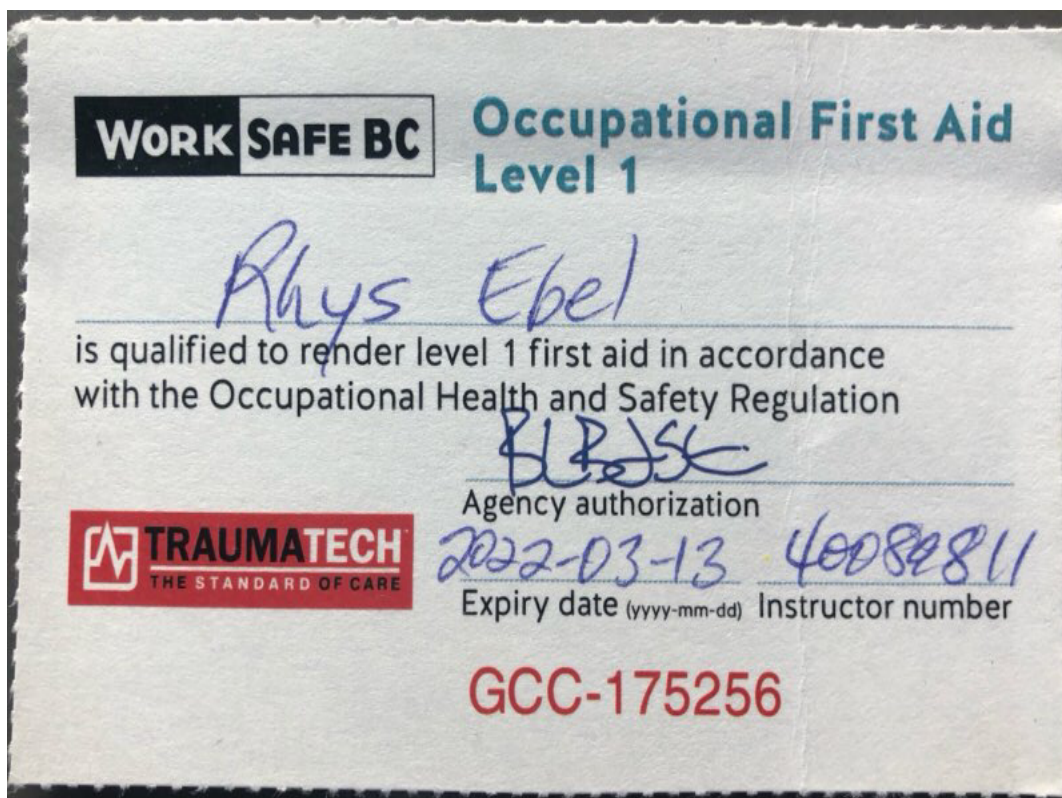 WORK SAFE BC
Occupational First Aid
Level 1
Rhys Ebel
is qualified to render level 1 first aid in accordance
with the Occupational Health and Safety Regulation
Agency authorization
TRAUMATECH
THE STANDARD OF CARE
2022-03-13 40089811
Expiry date (yyyy-mm-dd) Instructor number
GCC-175256